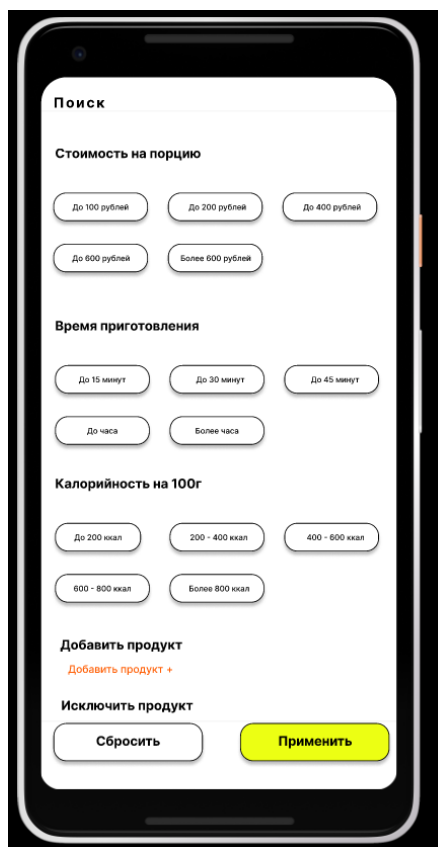 Поиск
Стоимость на порцию
До 100 рублей До 200 рублей До 400 рублей
До 600 рублей Более 600 рублей
Время приготовления
До 15 минут До 30 минут До 45 минут
До часа Более часа
Калорийность на 100г
До 200 ккал 200 - 400 ккал 400 - 600 ккал
600 - 800 ккал Более 800 ккал
Добавить продукт
Добавить продукт +
Исключить продукт
Сбросить Применить